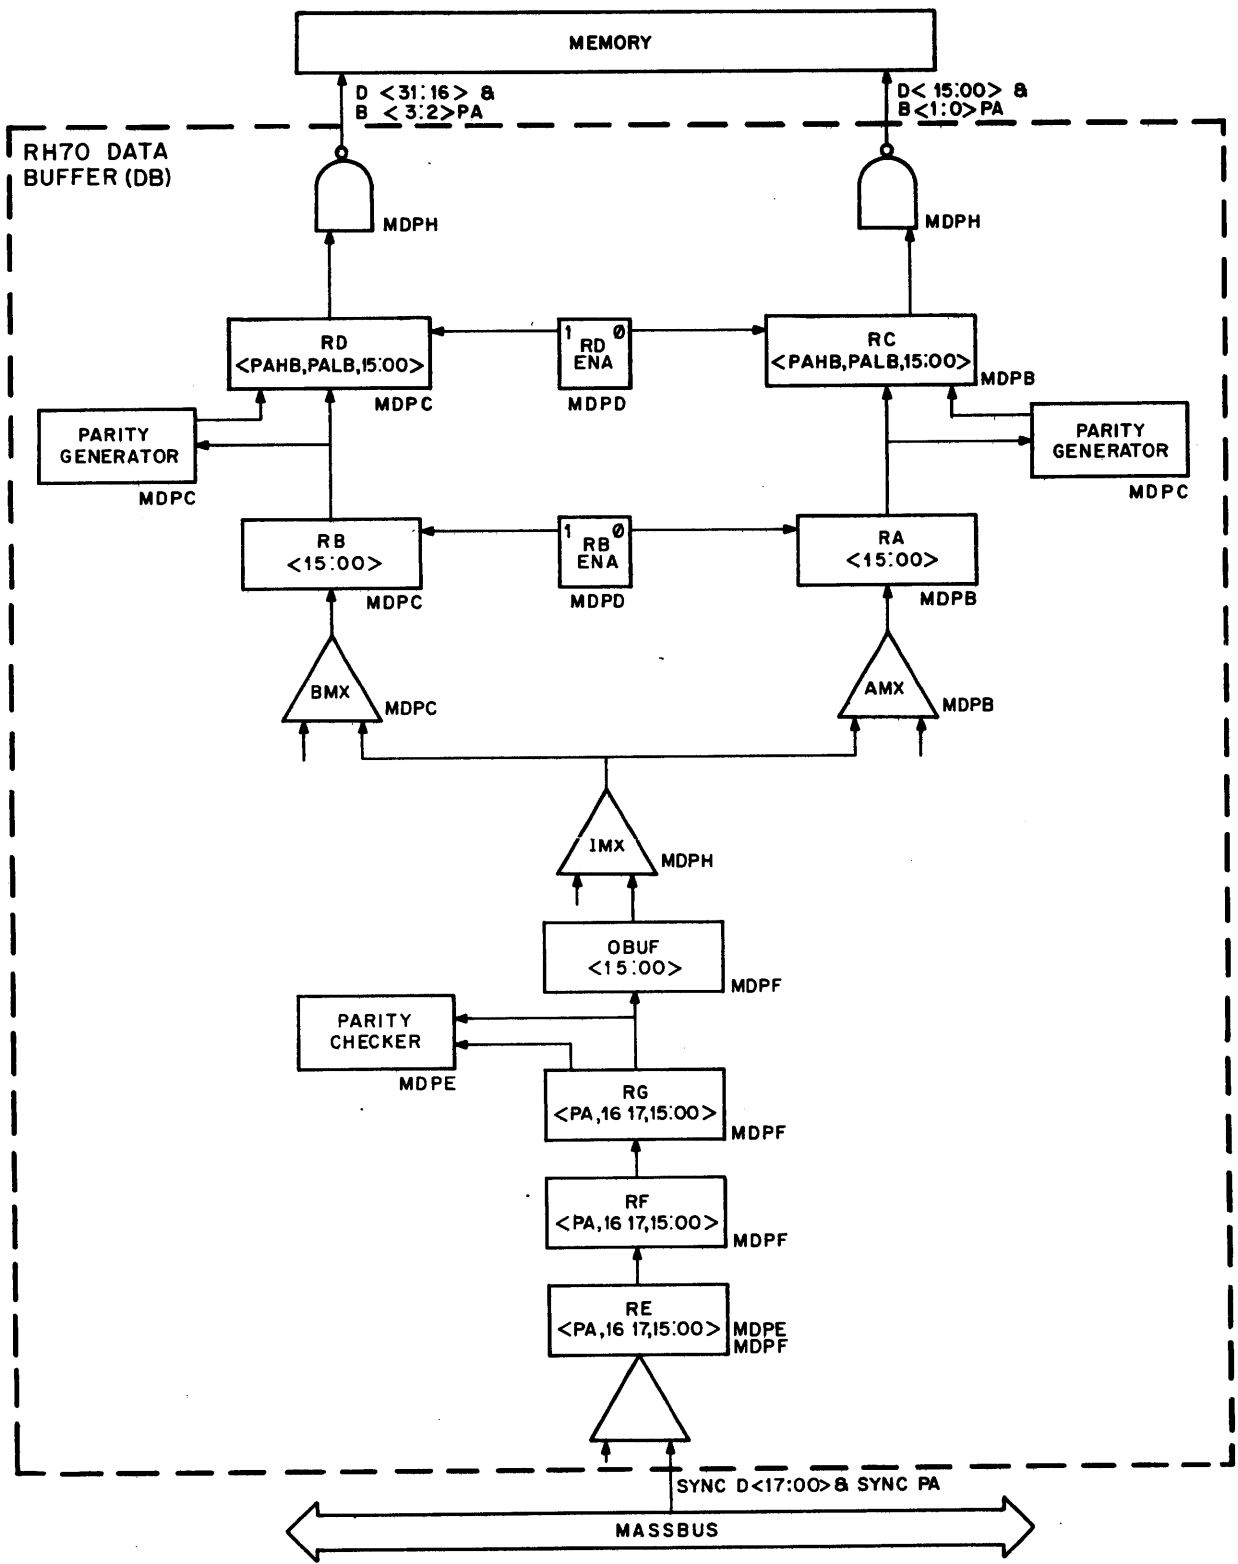 MEMORY
D <31:16> &
B <3:2>PA
D< 15:00> &
B<1:0>PA
RH70 DATA
BUFFER (DB)
MDPH
MDPH
RD
<PAHB,PALB,15:00>
MDPC
1 0
RD
ENA
MDPD
RC
<PAHB,PALB,15:00>
MDPB
PARITY
GENERATOR
MDPC
PARITY
GENERATOR
MDPC
RB
<15:00>
MDPC
1 0
RB
ENA
MDPD
RA
<15:00>
MDPB
BMX
MDPC
AMX
MDPB
IMX
MDPH
OBUF
<15:00>
MDPF
PARITY
CHECKER
MDPE
RG
<PA,16 17,15:00>
MDPF
RF
<PA,16 17,15:00>
MDPF
RE
<PA,16 17,15:00>
MDPE
MDPF
SYNC D<17:00> & SYNC PA
MASSBUS